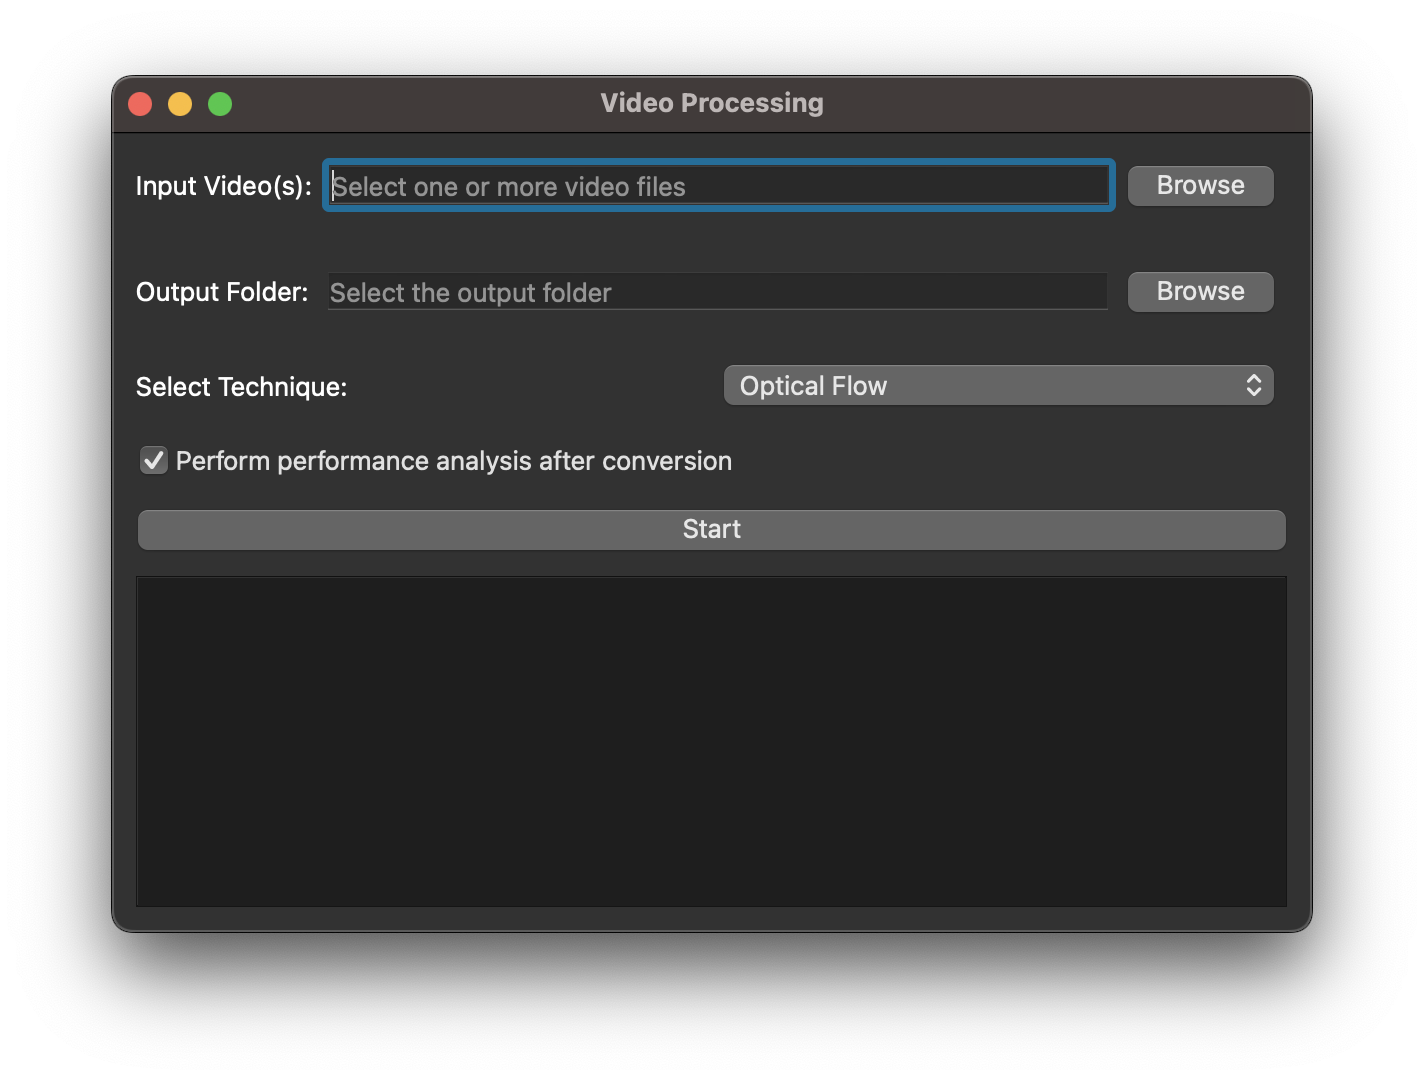 Video Processing
Input Video(s): Select one or more video files Browse
Output Folder: Select the output folder Browse
Select Technique: Optical Flow
Perform performance analysis after conversion
Start